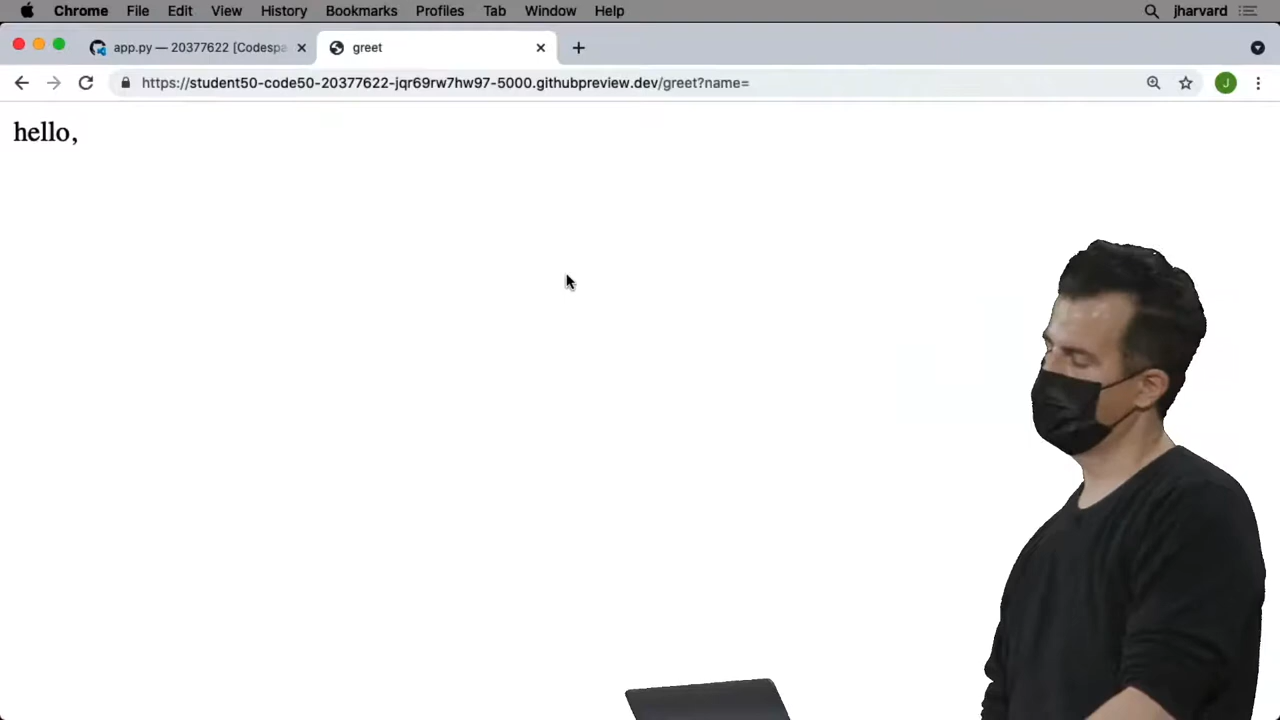 Chrome File Edit View History Bookmarks Profiles Tab Window Help jharvard
app.py — 20377622 [Codespa greet
https://student50-code50-20377622-jqr69rw7hw97-5000.githubpreview.dev/greet?name= J
hello,